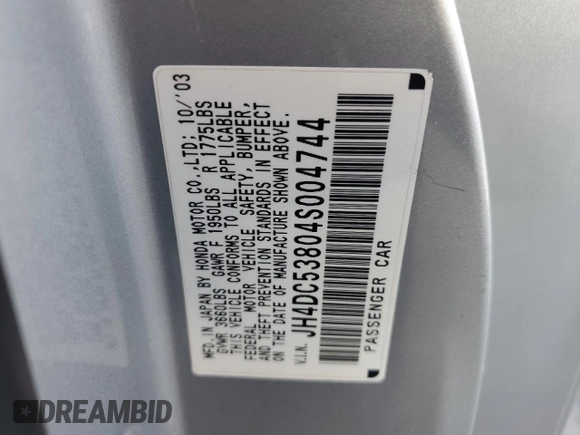 MFD. IN JAPAN BY HONDA MOTOR CO.,LTD; 10/'03
GVWR 3660LBS GAWR F 1950LBS R 1775LBS
THIS VEHICLE CONFORMS TO ALL APPLICABLE
FEDERAL MOTOR VEHICLE SAFETY, BUMPER,
AND THEFT PREVENTION STANDARDS IN EFFECT
ON THE DATE OF MANUFACTURE SHOWN ABOVE.
V.I.N. JH4DC53804S004744
PASSENGER CAR
DREAMBID